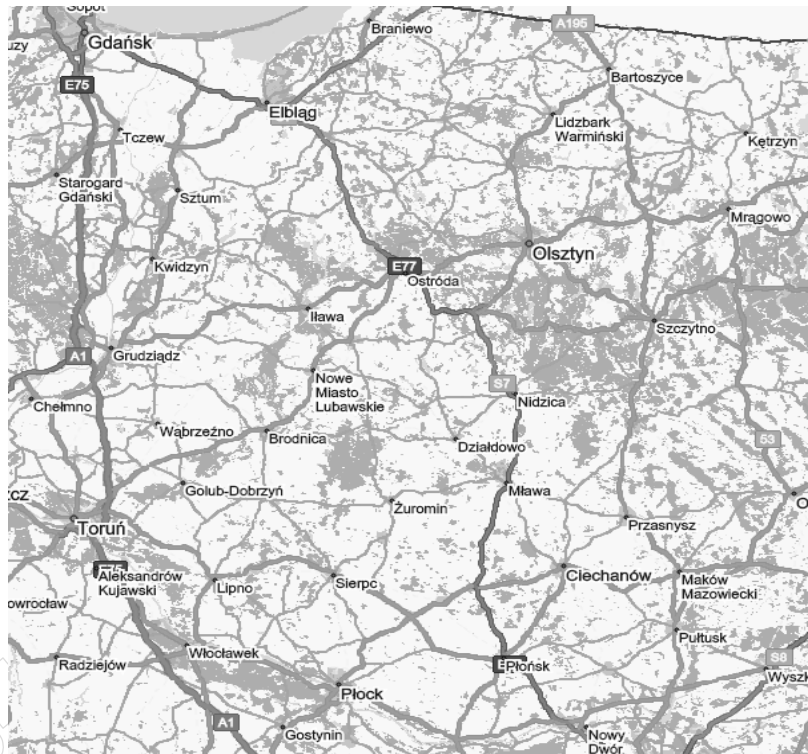 Sopot
Gdańsk
Braniewo
A195
E75
Bartoszyce
Elbląg
Lidzbark
Warmiński
Tczew
Kętrzyn
Starogard
Gdański
Sztum
Mrągowo
Kwidzyn
Olsztyn
E77
Ostróda
Iława
Szczytno
A1
Grudziądz
Nowe
Miasto
Lubawskie
S7
Nidzica
Chełmno
Wąbrzeźno
Brodnica
Działdowo
53
Golub-Dobrzyń
Mława
Żuromin
Toruń
Przasnysz
E75
Aleksandrów
Kujawski
Lipno
Sierpc
Ciechanów
Maków
Mazowiecki
owrocław
Pułtusk
Radziejów
Włocławek
Płońsk
S8
Wyszk
Płock
A1
Gostynin
Nowy
Dwór